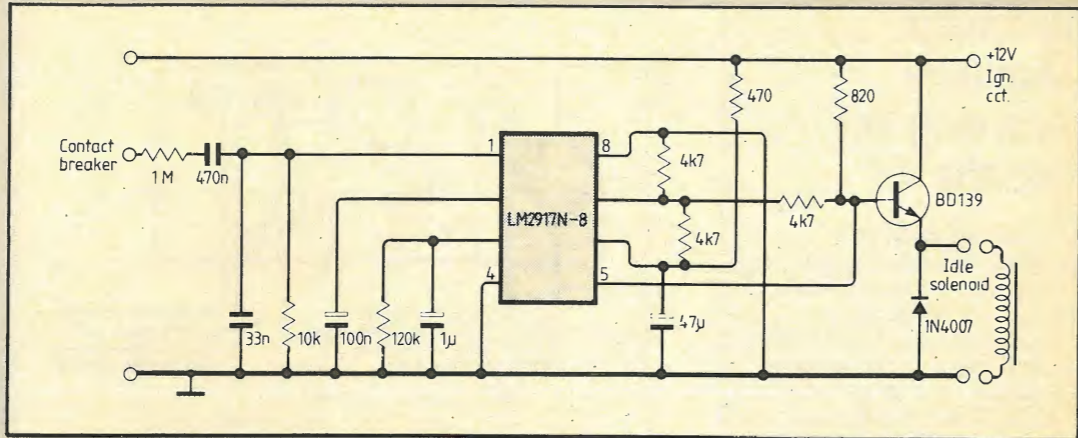 +12V
Ign.
cct.
470
820
Contact
breaker
1M
470n
1
8
4k7
LM2917N-8
4k7
4k7
BD139
4
5
Idle
solenoid
33n
10k
100n
120k
1µ
47µ
1N4007